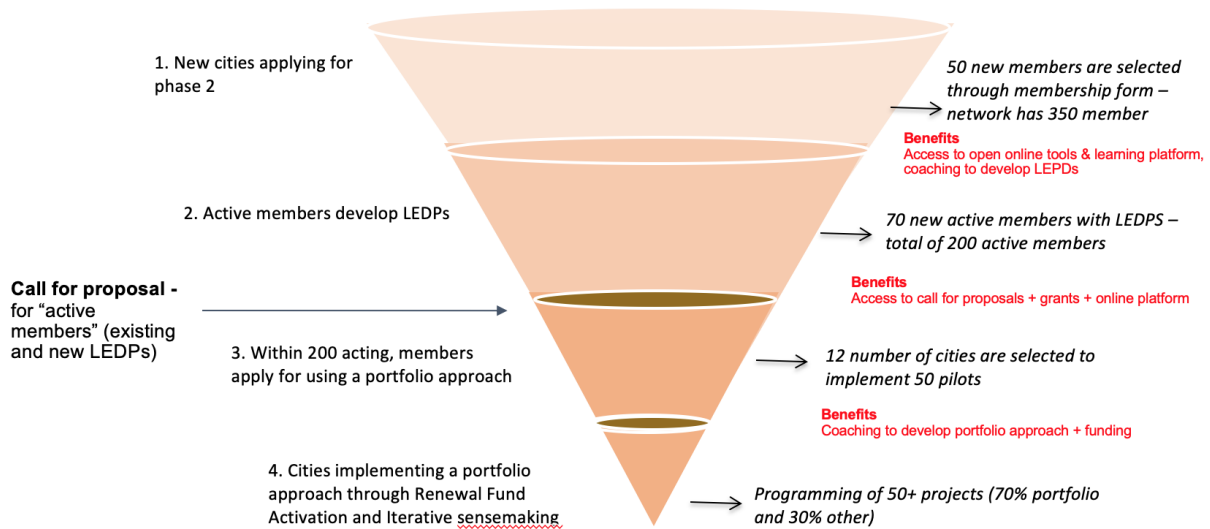 1. New cities applying for
phase 2
50 new members are selected
through membership form –
network has 350 member
Benefits
Access to open online tools & learning platform,
coaching to develop LEPDs
2. Active members develop LEDPs
70 new active members with LEDPS –
total of 200 active members
Benefits
Access to call for proposals + grants + online platform
Call for proposal -
for “active
members” (existing
and new LEDPs)
3. Within 200 acting, members
apply for using a portfolio approach
12 number of cities are selected to
implement 50 pilots
Benefits
Coaching to develop portfolio approach + funding
4. Cities implementing a portfolio
approach through Renewal Fund
Activation and Iterative sensemaking
Programming of 50+ projects (70% portfolio
and 30% other)